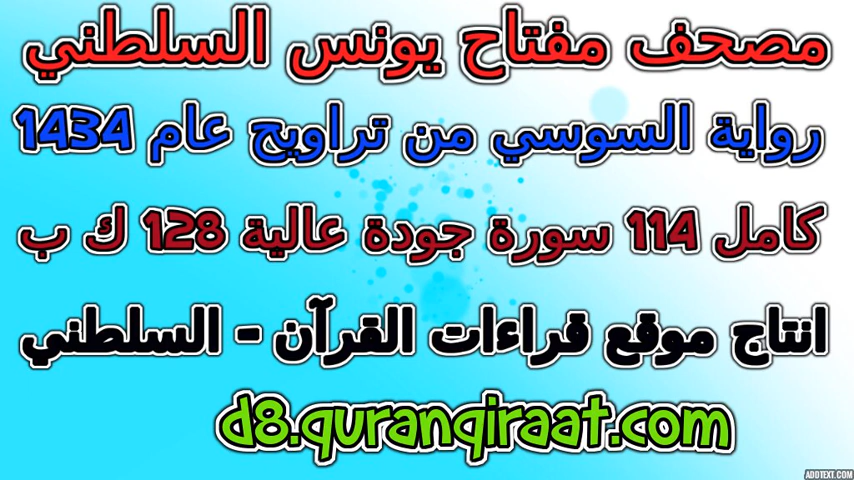 مصحف مفتاح يونس السلطني
رواية السوسي من تراويح عام 1434
كامل 114 سورة جودة عالية 128 ك ب
انتاج موقع قراءات القرآن - السلطني
d8.quranqiraat.com
ADDTEXT.COM